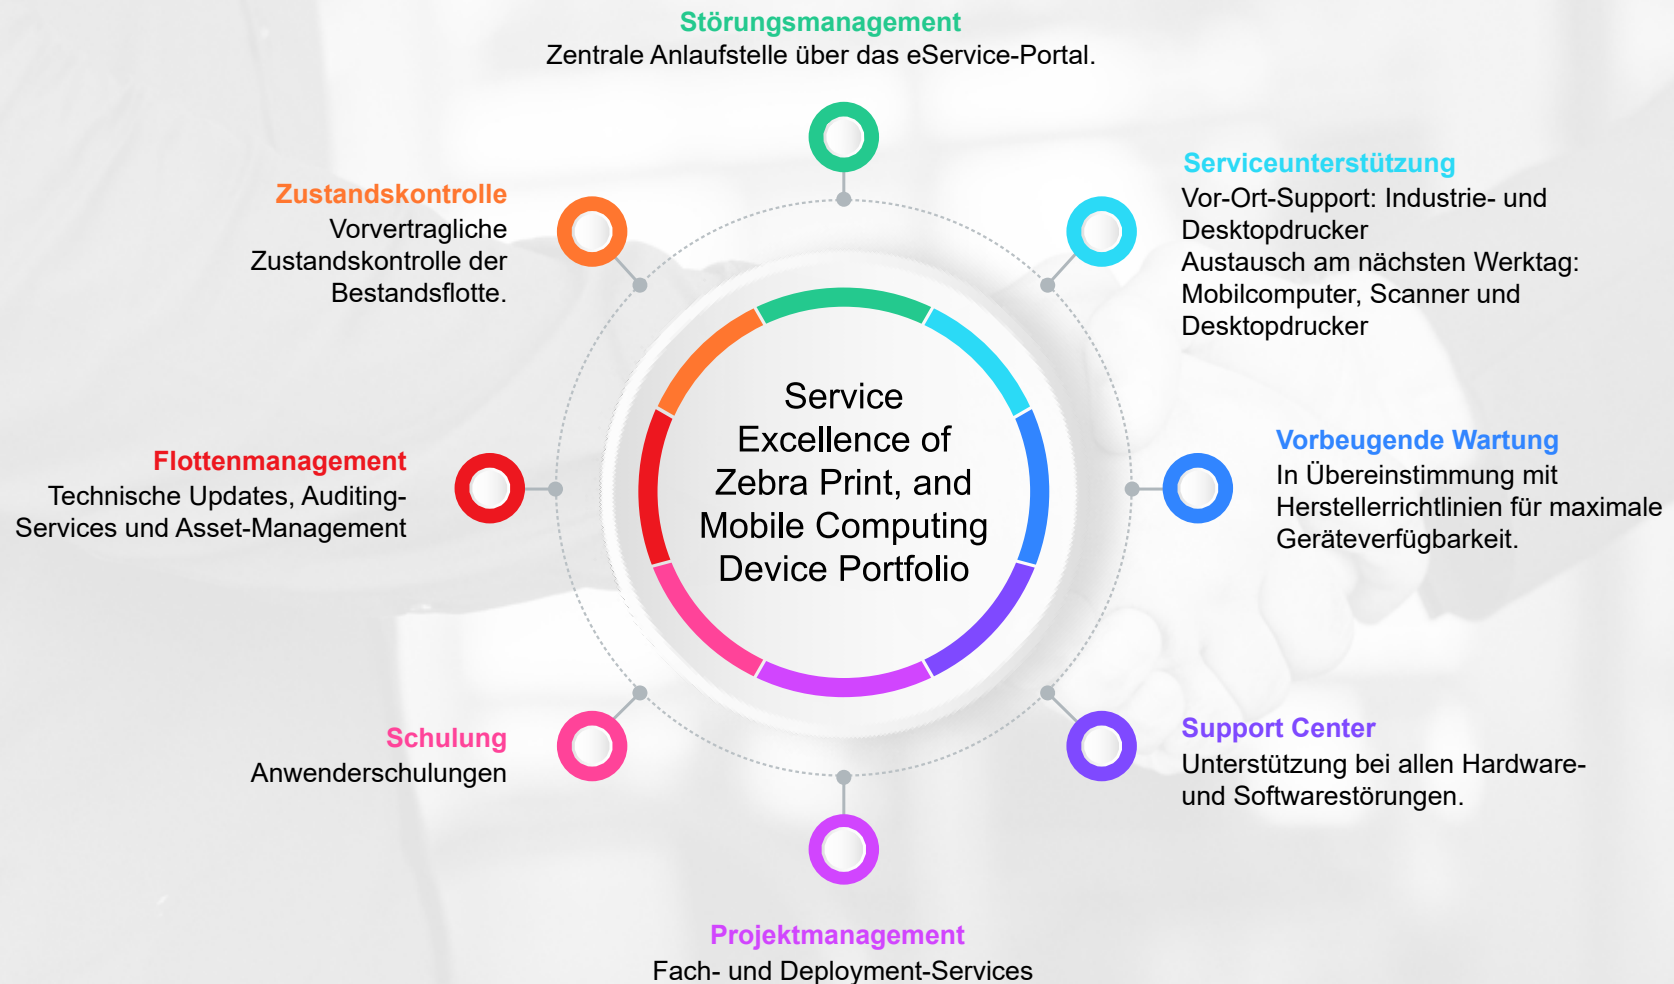 Störungsmanagement
Zentrale Anlaufstelle über das eService-Portal.
Serviceunterstützung
Vor-Ort-Support: Industrie- und
Desktopdrucker
Austausch am nächsten Werktag:
Mobilcomputer, Scanner und
Desktopdrucker
Zustandskontrolle
Vorvertragliche
Zustandskontrolle der
Bestandsflotte.
Service
Excellence of
Zebra Print, and
Mobile Computing
Device Portfolio
Flottenmanagement
Technische Updates, Auditing-
Services und Asset-Management
Vorbeugende Wartung
In Übereinstimmung mit
Herstellerrichtlinien für maximale
Geräteverfügbarkeit.
Schulung
Anwenderschulungen
Support Center
Unterstützung bei allen Hardware-
und Softwarestörungen.
Projektmanagement
Fach- und Deployment-Services